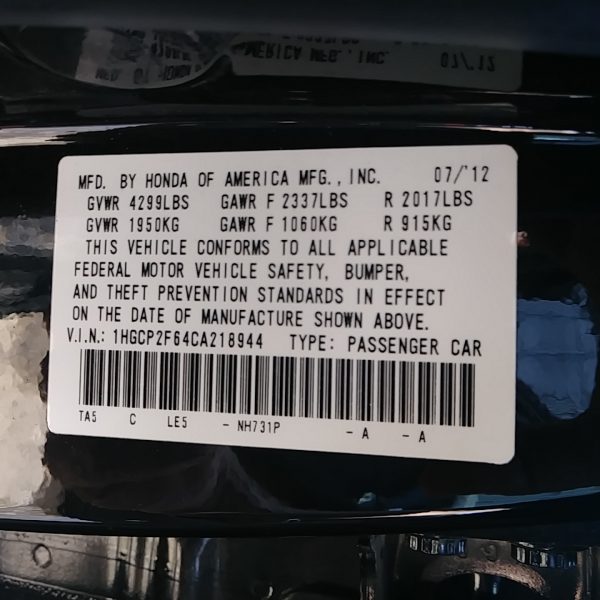 MFD. BY HONDA OF AMERICA MFG., INC. 07/'12
GVWR 4299LBS GAWR F 2337LBS R 2017LBS
GVWR 1950KG GAWR F 1060KG R 915KG
THIS VEHICLE CONFORMS TO ALL APPLICABLE
FEDERAL MOTOR VEHICLE SAFETY, BUMPER,
AND THEFT PREVENTION STANDARDS IN EFFECT
ON THE DATE OF MANUFACTURE SHOWN ABOVE.
V.I.N.: 1HGCP2F64CA218944 TYPE: PASSENGER CAR
TA5 C LE5 - NH731P - A - A